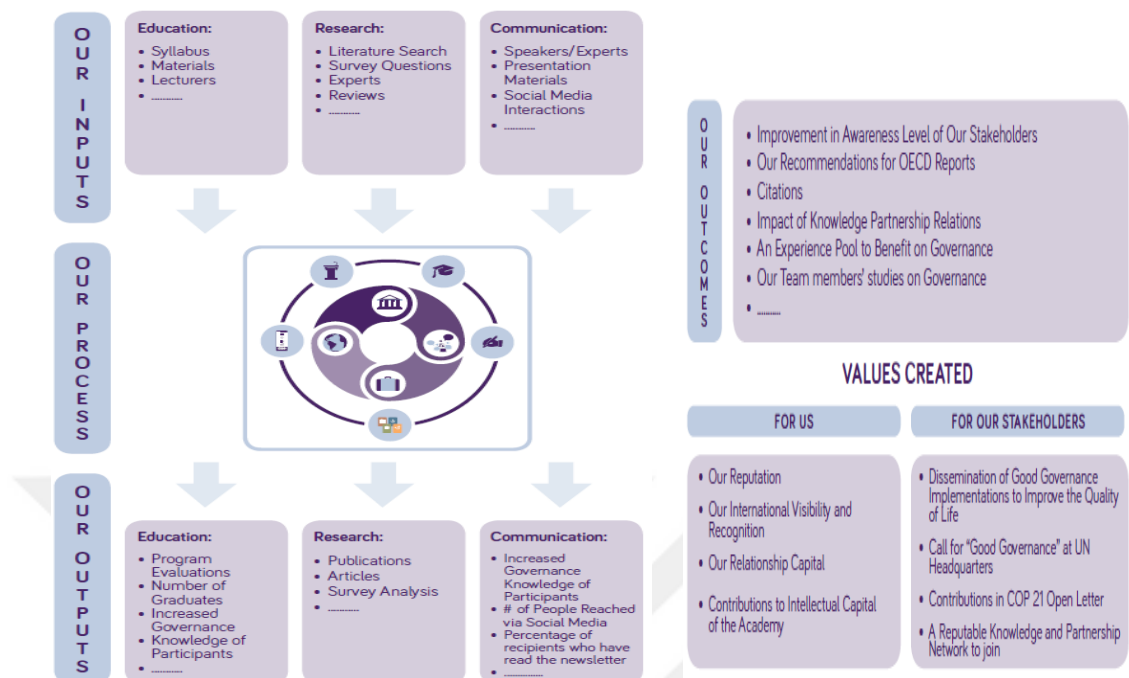 OUR INPUTS
Education:
• Syllabus
• Materials
• Lecturers
• ...........
Research:
• Literature Search
• Survey Questions
• Experts
• Reviews
• ...........
Communication:
• Speakers/Experts
• Presentation
Materials
• Social Media
Interactions
• ...........
OUR PROCESS
OUR OUTPUTS
Education:
• Program
Evaluations
• Number of
Graduates
• Increased
Governance
• Knowledge of
Participants
• ...........
Research:
• Publications
• Articles
• Survey Analysis
• ...........
Communication:
• Increased
Governance
Knowledge of
Participants
• # of People Reached
via Social Media
• Percentage of
recipients who have
read the newsletter
• ..............
OUR OUTCOMES
• Improvement in Awareness Level of Our Stakeholders
• Our Recommendations for OECD Reports
• Citations
• Impact of Knowledge Partnership Relations
• An Experience Pool to Benefit on Governance
• Our Team members' studies on Governance
• ...........
VALUES CREATED
FOR US
• Our Reputation
• Our International Visibility and
Recognition
• Our Relationship Capital
• Contributions to Intellectual Capital
of the Academy
FOR OUR STAKEHOLDERS
• Dissemination of Good Governance
Implementations to Improve the Quality
of Life
• Call for “Good Governance” at UN
Headquarters
• Contributions in COP 21 Open Letter
• A Reputable Knowledge and Partnership
Network to join